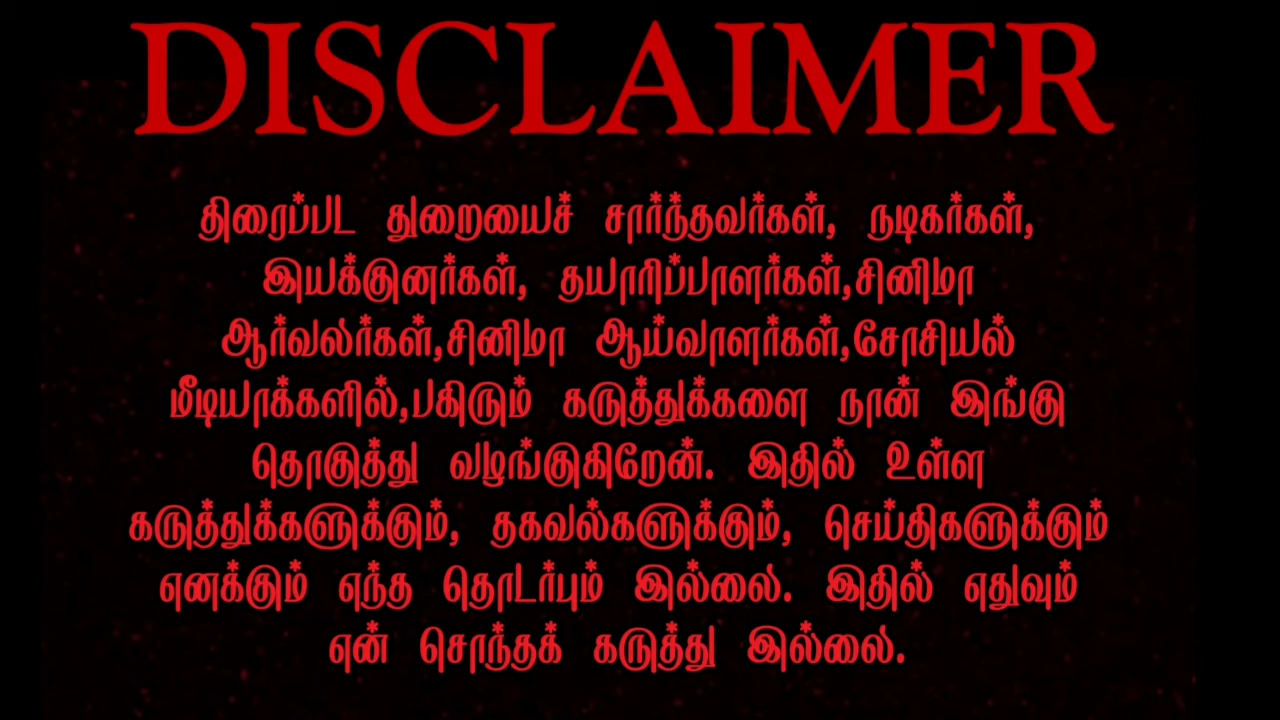 DISCLAIMER
திரைப்பட துறையைச் சார்ந்தவர்கள், நடிகர்கள்,
இயக்குனர்கள், தயாரிப்பாளர்கள்,சினிமா
ஆர்வலர்கள்,சினிமா ஆய்வாளர்கள்,சோசியல்
மீடியாக்களில்,பகிரும் கருத்துக்களை நான் இங்கு
தொகுத்து வழங்குகிறேன். இதில் உள்ள
கருத்துக்களுக்கும், தகவல்களுக்கும், செய்திகளுக்கும்
எனக்கும் எந்த தொடர்பும் இல்லை. இதில் எதுவும்
என் சொந்தக் கருத்து இல்லை.